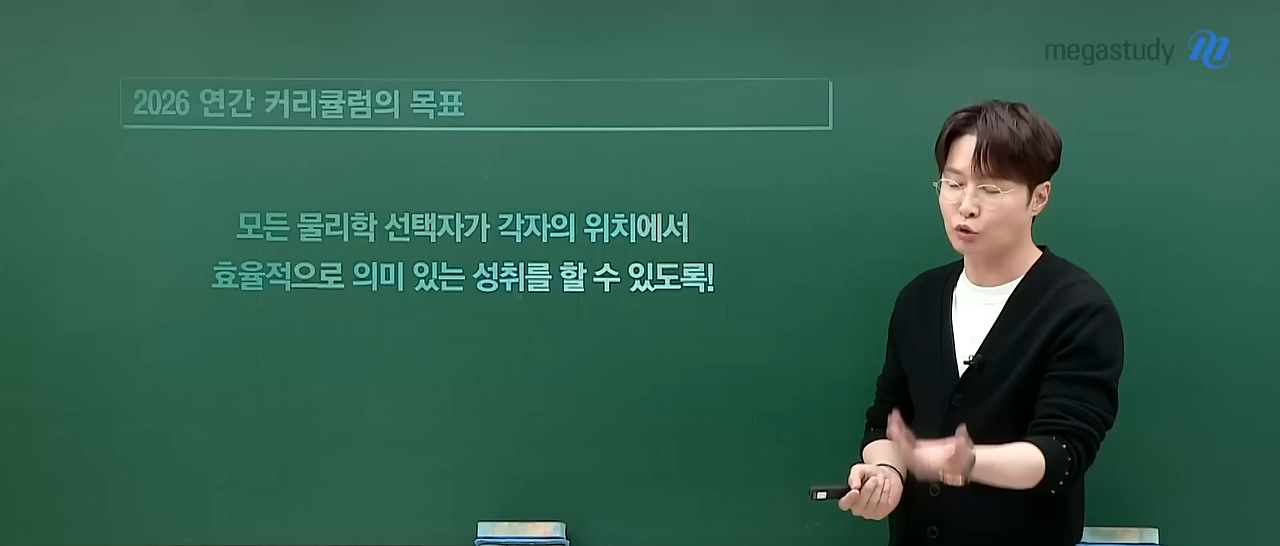 megastudy
2026 연간 커리큘럼의 목표
모든 물리학 선택자가 각자의 위치에서
효율적으로 의미 있는 성취를 할 수 있도록!